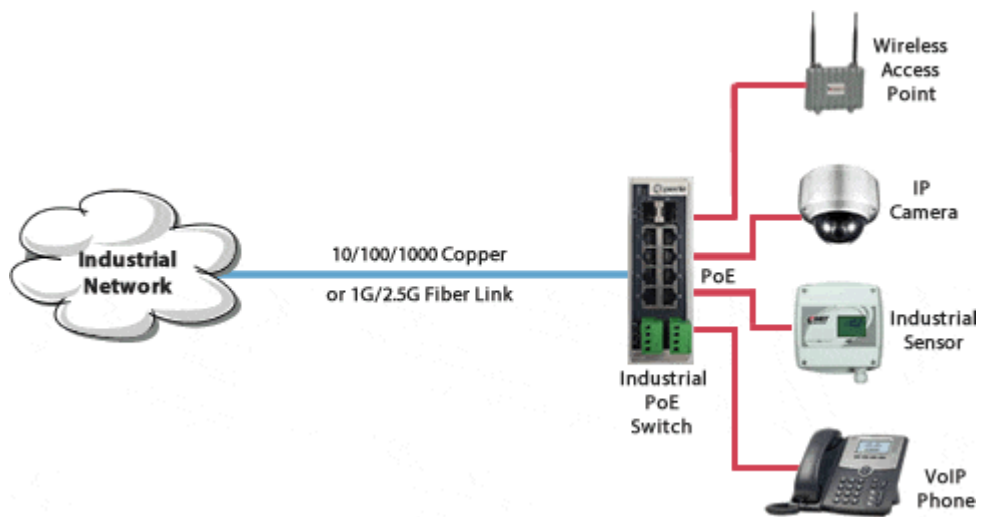 Wireless
Access
Point
IP
Camera
perle
Industrial
Network
10/100/1000 Copper
or 1G/2.5G Fiber Link
PoE
Industrial
Sensor
Industrial
PoE
Switch
VoIP
Phone